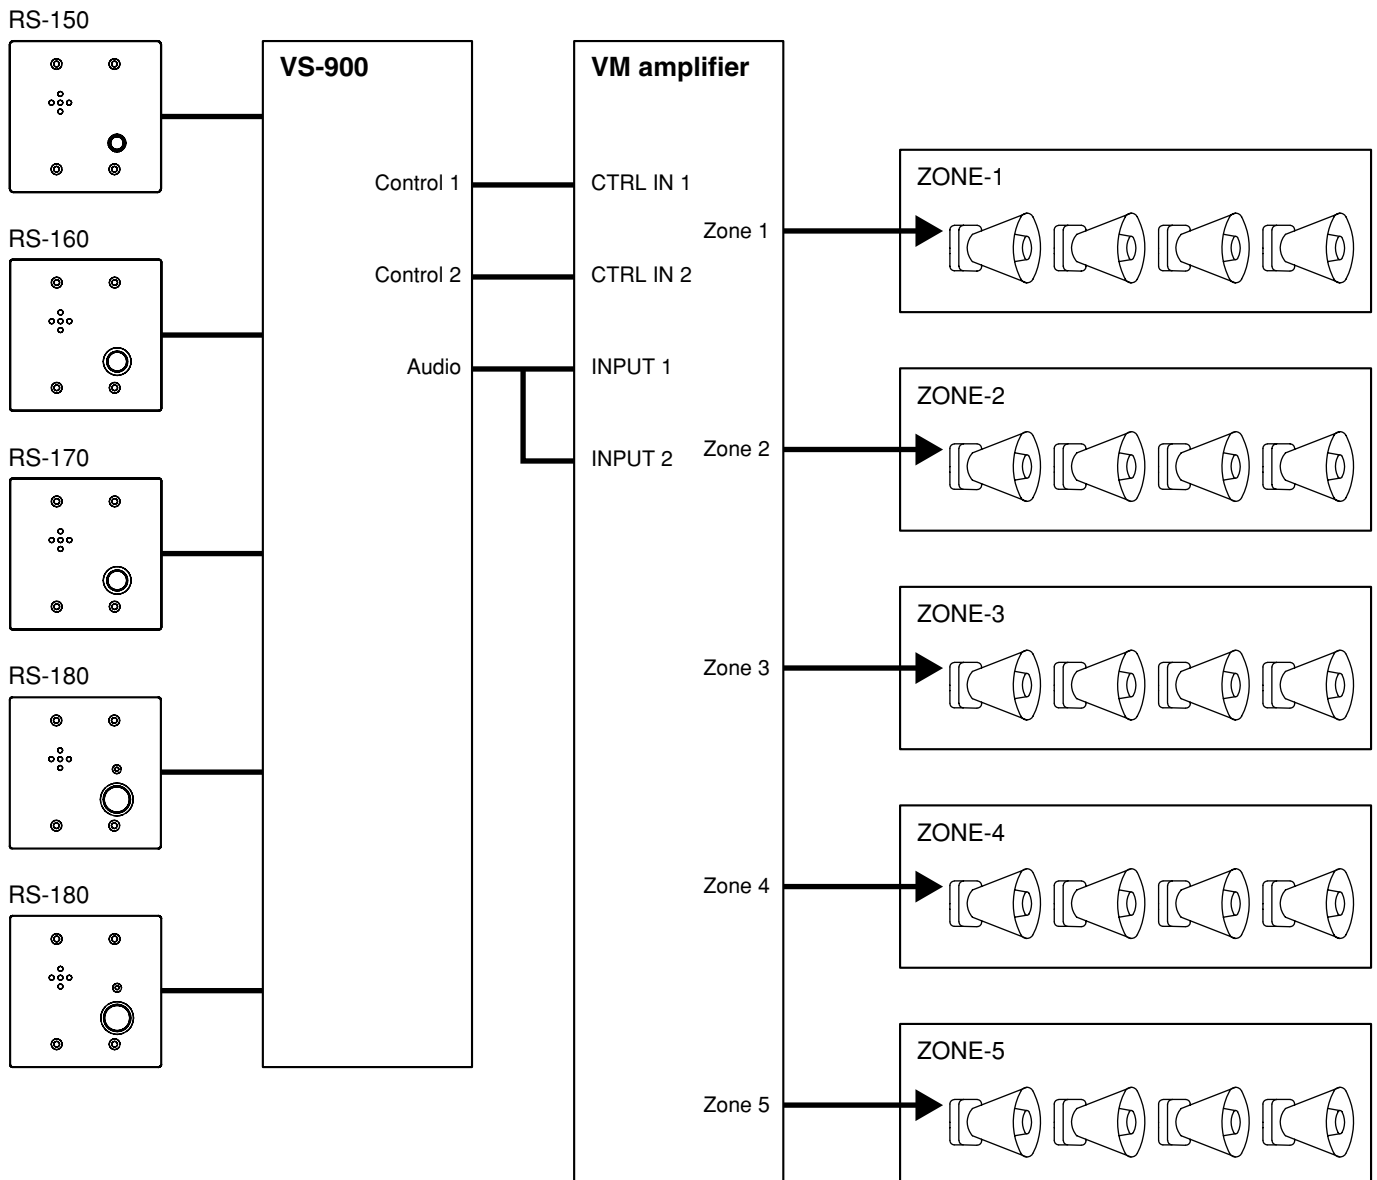 RS-150
RS-160
RS-170
RS-180
RS-180
VS-900
Control 1
Control 2
Audio
VM amplifier
CTRL IN 1
CTRL IN 2
INPUT 1
INPUT 2
Zone 1
Zone 2
Zone 3
Zone 4
Zone 5
ZONE-1
ZONE-2
ZONE-3
ZONE-4
ZONE-5